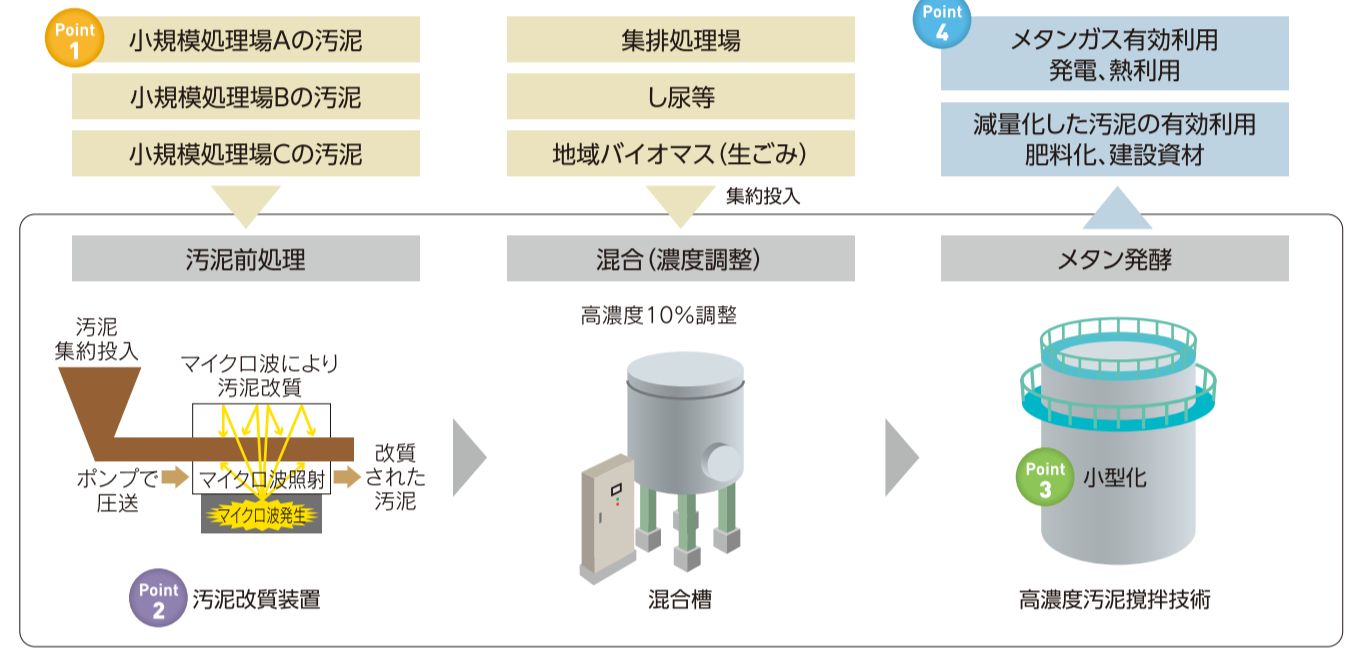 Point
1
小規模処理場Aの汚泥
小規模処理場Bの汚泥
小規模処理場Cの汚泥
集排処理場
し尿等
地域バイオマス(生ごみ)
集約投入
Point
4
メタンガス有効利用
発電、熱利用
減量化した汚泥の有効利用
肥料化、建設資材
汚泥前処理
汚泥
集約投入
マイクロ波により
汚泥改質
ポンプで
圧送
マイクロ波照射
マイクロ波発生
改質
された
汚泥
Point
2
汚泥改質装置
混合(濃度調整)
高濃度10%調整
混合槽
メタン発酵
Point
3
小型化
高濃度汚泥撹拌技術